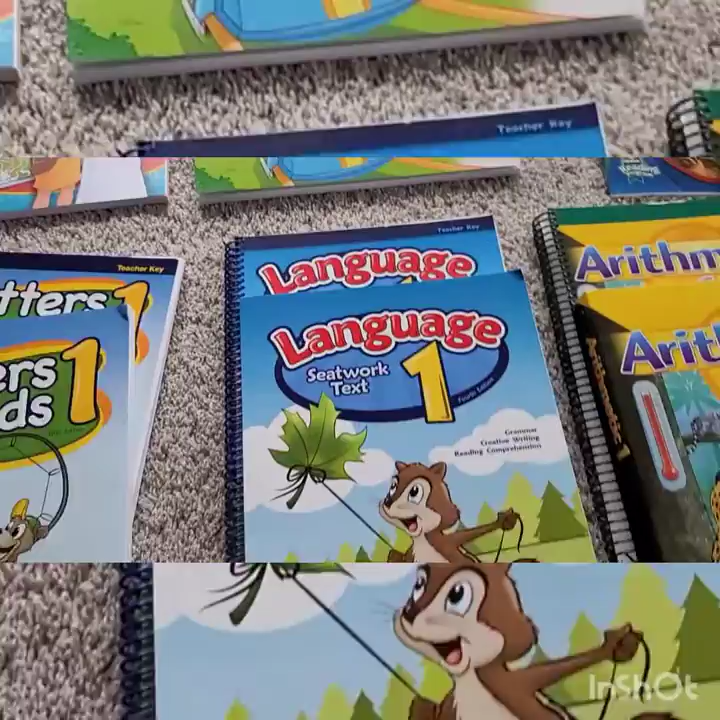 Teacher Key
Teacher Key
Language
Teacher Key
tters 1
Arithm
Language
Seatwork
Text
1
Fourth Edition
ers
ds 1
Arit
Grammar
Creative Writing
Reading Comprehension
InShOt